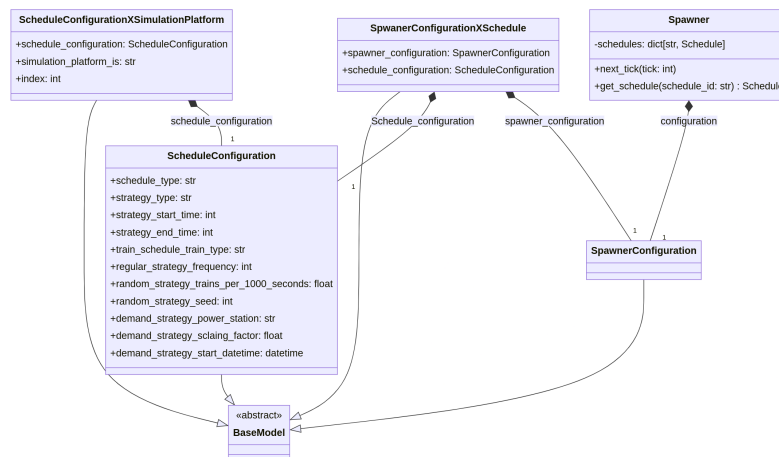 ScheduleConfigurationXSimulationPlatform
+schedule_configuration: ScheduleConfiguration
+simulation_platform_is: str
+index: int
SpwanerConfigurationXSchedule
+spawner_configuration: SpawnerConfiguration
+schedule_configuration: ScheduleConfiguration
Spawner
-schedules: dict[str, Schedule]
+next_tick(tick: int)
+get_schedule(schedule_id: str) : Schedule
schedule_configuration
Schedule_configuration
spawner_configuration
configuration
1
1
1
1
ScheduleConfiguration
+schedule_type: str
+strategy_type: str
+strategy_start_time: int
+strategy_end_time: int
+train_schedule_train_type: str
+regular_strategy_frequency: int
+random_strategy_trains_per_1000_seconds: float
+random_strategy_seed: int
+demand_strategy_power_station: str
+demand_strategy_sclaing_factor: float
+demand_strategy_start_datetime: datetime
SpawnerConfiguration
«abstract»
BaseModel